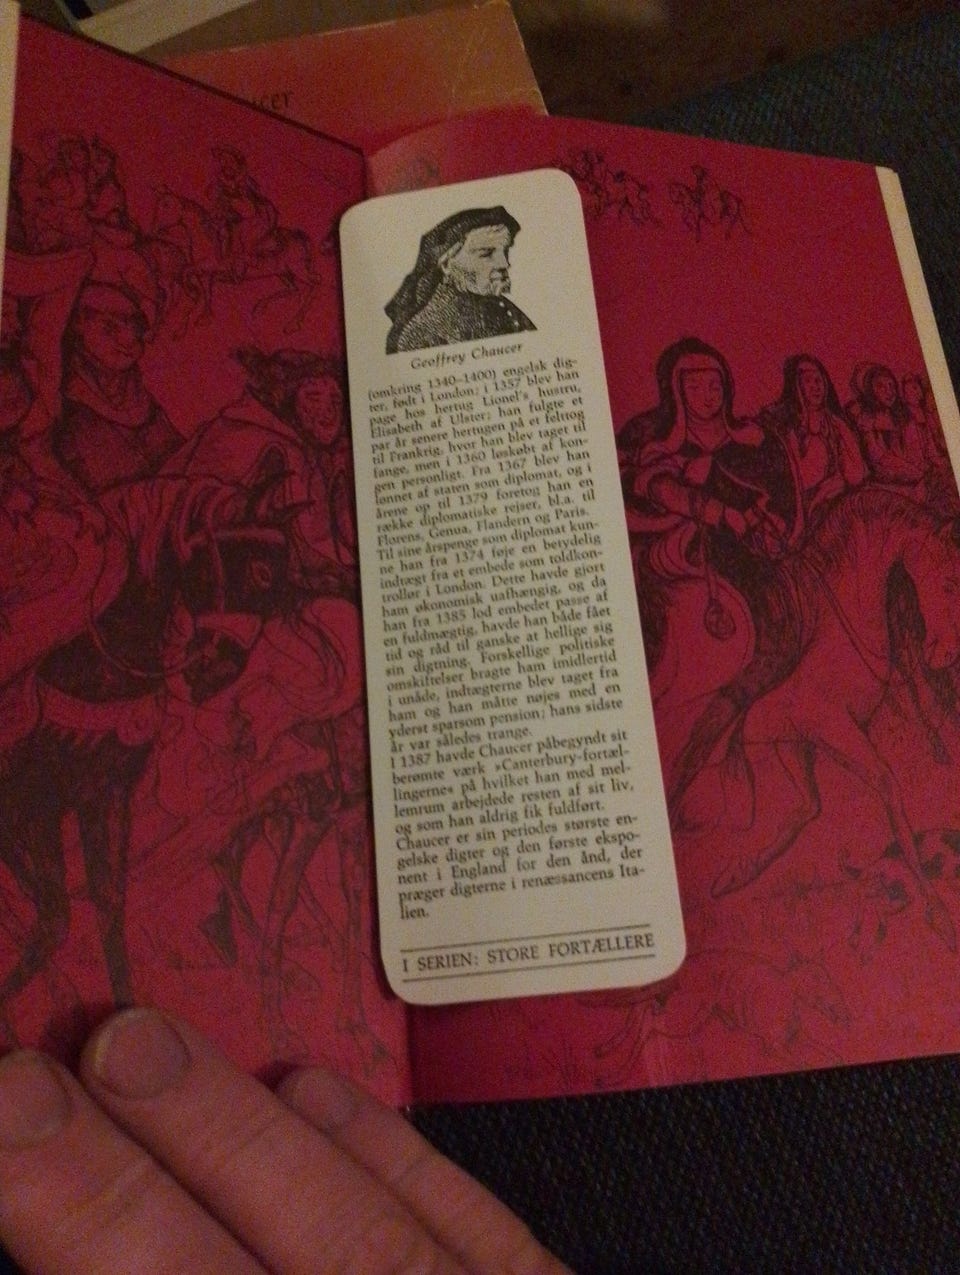 ucer
Geoffrey Chaucer
(omkring 1340–1400) engelsk dig-
ter, født i London; i 1357 blev han
page hos hertug Lionel's hustru,
Elisabeth af Ulster; han fulgte et
par år senere hertugen på et felttog
til Frankrig, hvor han blev taget til
fange, men i 1360 løskøbt af kon-
gen personligt. Fra 1367 blev han
lønnet af staten som diplomat, og i
årene op til 1379 foretog han en
række diplomatiske rejser, bl.a. til
Florens, Genua, Flandern og Paris.
Til sine årspenge som diplomat kun-
ne han fra 1374 føje en betydelig
indtægt fra et embede som toldkon-
trollør i London. Dette havde gjort
ham økonomisk uafhængig, og da
han fra 1385 lod embedet passe af
en fuldmægtig, havde han både fået
tid og råd til ganske at hellige sig
sin digtning. Forskellige politiske
omskiftelser bragte ham imidlertid
i unåde, indtægterne blev taget fra
ham og han måtte nøjes med en
yderst sparsom pension; hans sidste
år var således trange.
I 1387 havde Chaucer påbegyndt sit
berømte værk »Canterbury-fortæl-
lingerne« på hvilket han med mel-
lemrum arbejdede resten af sit liv,
og som han aldrig fik fuldført.
Chaucer er sin periodes største en-
gelske digter og den første ekspo-
nent i England for den ånd, der
præger digterne i renæssancens Ita-
lien.
I SERIEN: STORE FORTÆLLERE